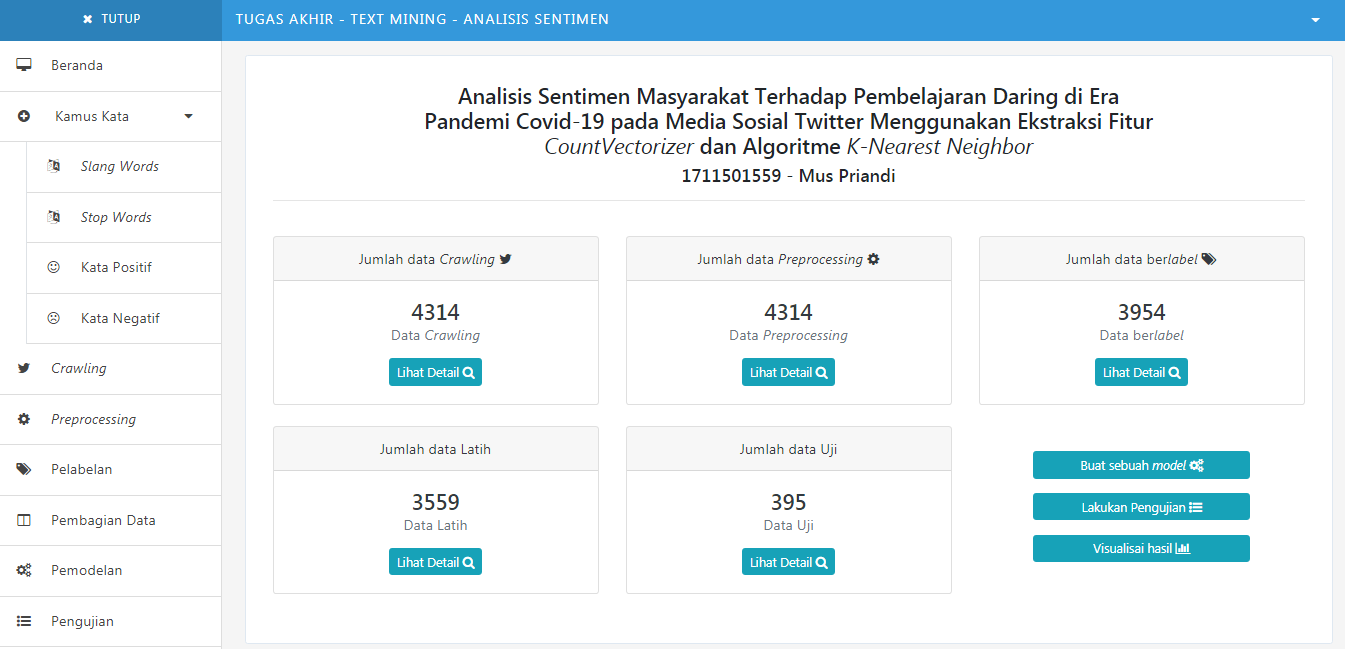 TUTUP
TUGAS AKHIR - TEXT MINING - ANALISIS SENTIMEN
Beranda
Kamus Kata
Slang Words
Stop Words
Kata Positif
Kata Negatif
Crawling
Preprocessing
Pelabelan
Pembagian Data
Pemodelan
Pengujian
Analisis Sentimen Masyarakat Terhadap Pembelajaran Daring di Era
Pandemi Covid-19 pada Media Sosial Twitter Menggunakan Ekstraksi Fitur
CountVectorizer dan Algoritme K-Nearest Neighbor
1711501559 - Mus Priandi
Jumlah data Crawling
4314
Data Crawling
Lihat Detail
Jumlah data Preprocessing
4314
Data Preprocessing
Lihat Detail
Jumlah data berlabel
3954
Data berlabel
Lihat Detail
Jumlah data Latih
3559
Data Latih
Lihat Detail
Jumlah data Uji
395
Data Uji
Lihat Detail
Buat sebuah model
Lakukan Pengujian
Visualisai hasil